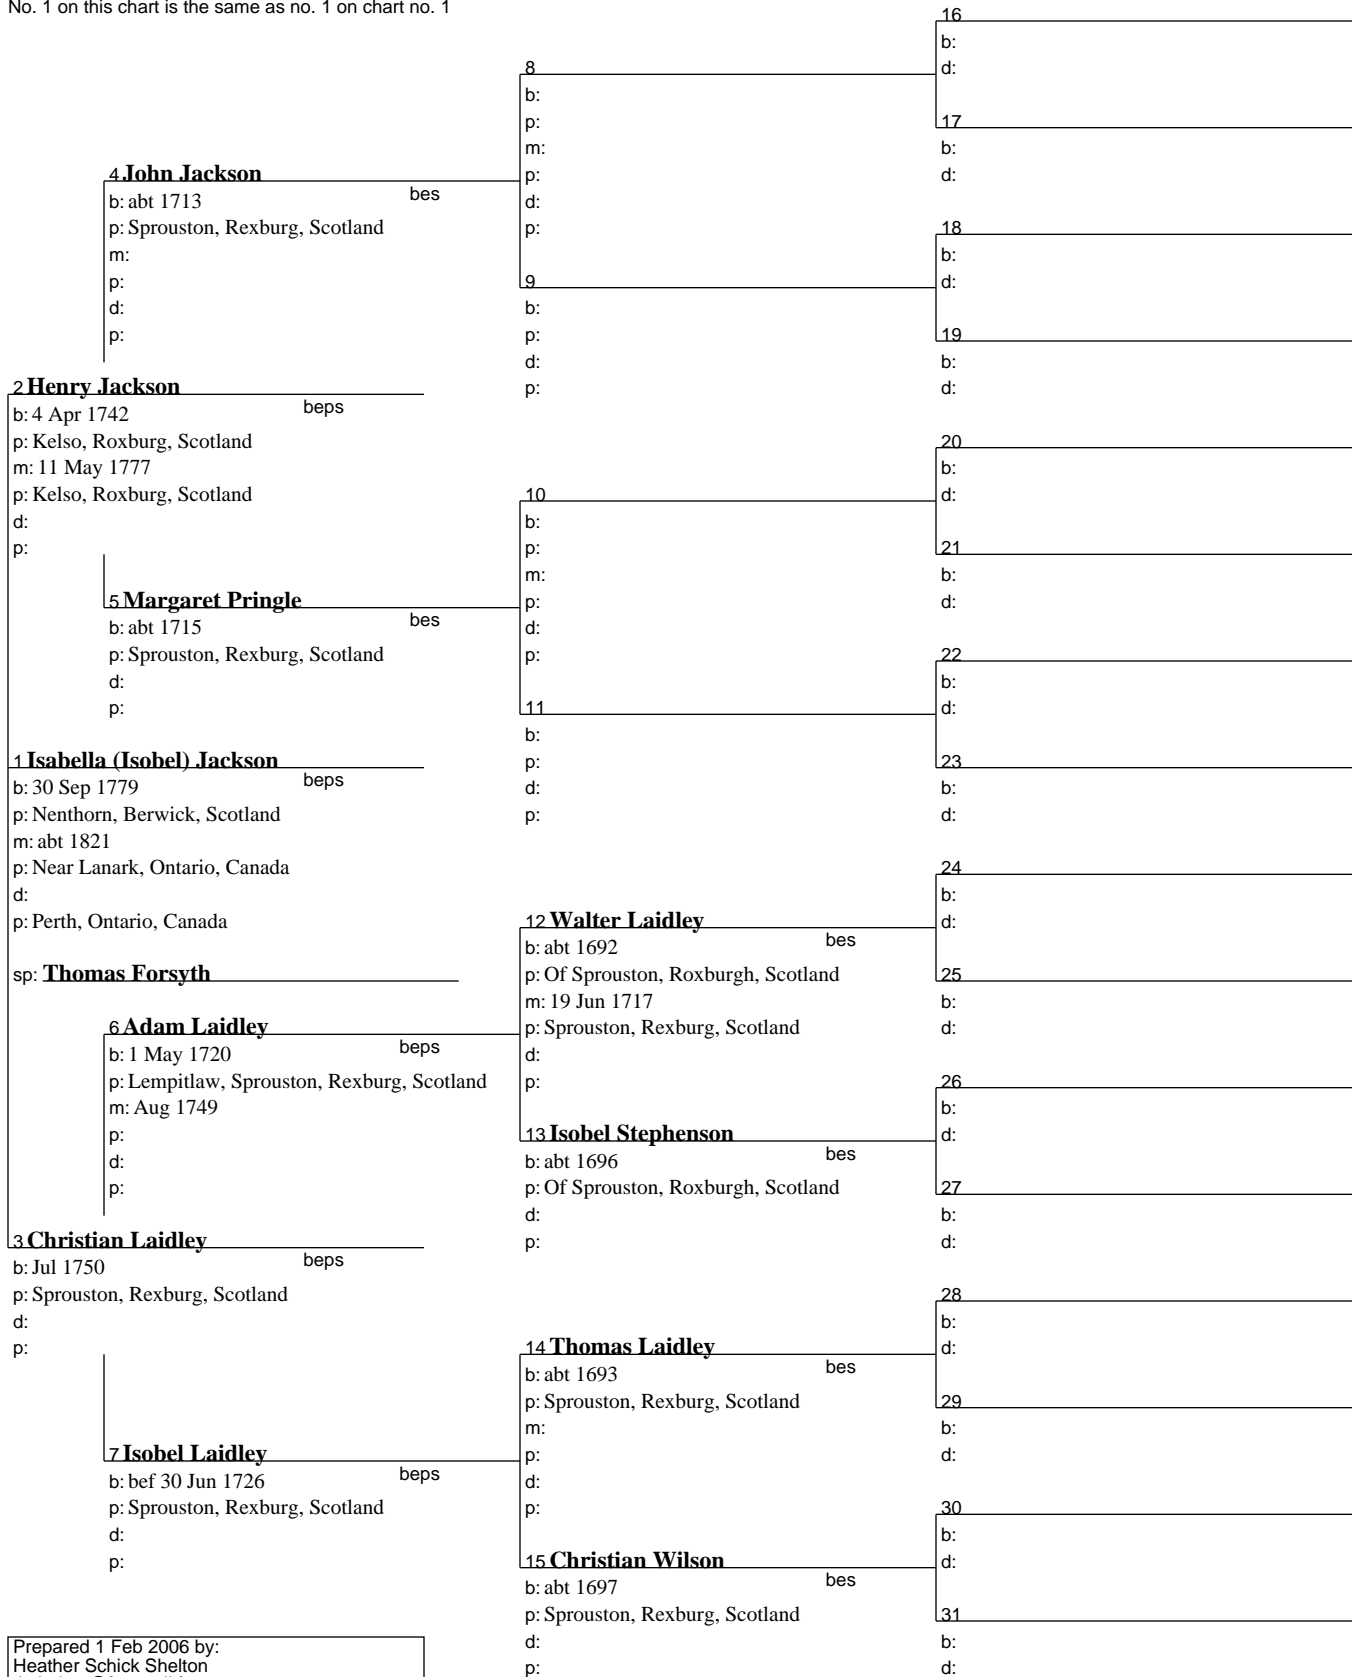 No. 1 on this chart is the same as no. 1 on chart no. 1
16
b:
d:
17
b:
d:
8
b:
p:
m:
p:
d:
p:
4 John Jackson
bes
b: abt 1713
p: Sprouston, Rexburg, Scotland
m:
p:
d:
p:
18
b:
d:
19
b:
d:
9
b:
p:
d:
p:
2 Henry Jackson
beps
b: 4 Apr 1742
p: Kelso, Roxburg, Scotland
m: 11 May 1777
p: Kelso, Roxburg, Scotland
d:
p:
20
b:
d:
21
b:
d:
10
b:
p:
m:
p:
d:
p:
5 Margaret Pringle
bes
b: abt 1715
p: Sprouston, Rexburg, Scotland
d:
p:
22
b:
d:
23
b:
d:
11
b:
p:
d:
p:
1 Isabella (Isobel) Jackson
beps
b: 30 Sep 1779
p: Nenthorn, Berwick, Scotland
m: abt 1821
p: Near Lanark, Ontario, Canada
d:
p: Perth, Ontario, Canada
sp: Thomas Forsyth
24
b:
d:
25
b:
d:
12 Walter Laidley
bes
b: abt 1692
p: Of Sprouston, Roxburgh, Scotland
m: 19 Jun 1717
p: Sprouston, Rexburg, Scotland
d:
p:
6 Adam Laidley
beps
b: 1 May 1720
p: Lempitlaw, Sprouston, Rexburg, Scotland
m: Aug 1749
p:
d:
p:
26
b:
d:
27
b:
d:
13 Isobel Stephenson
bes
b: abt 1696
p: Of Sprouston, Roxburgh, Scotland
d:
p:
3 Christian Laidley
beps
b: Jul 1750
p: Sprouston, Rexburg, Scotland
d:
p:
28
b:
d:
29
b:
d:
14 Thomas Laidley
bes
b: abt 1693
p: Sprouston, Rexburg, Scotland
m:
p:
d:
p:
7 Isobel Laidley
beps
b: bef 30 Jun 1726
p: Sprouston, Rexburg, Scotland
d:
p:
30
b:
d:
31
b:
d:
15 Christian Wilson
bes
b: abt 1697
p: Sprouston, Rexburg, Scotland
d:
p:
Prepared 1 Feb 2006 by:
Heather Schick Shelton